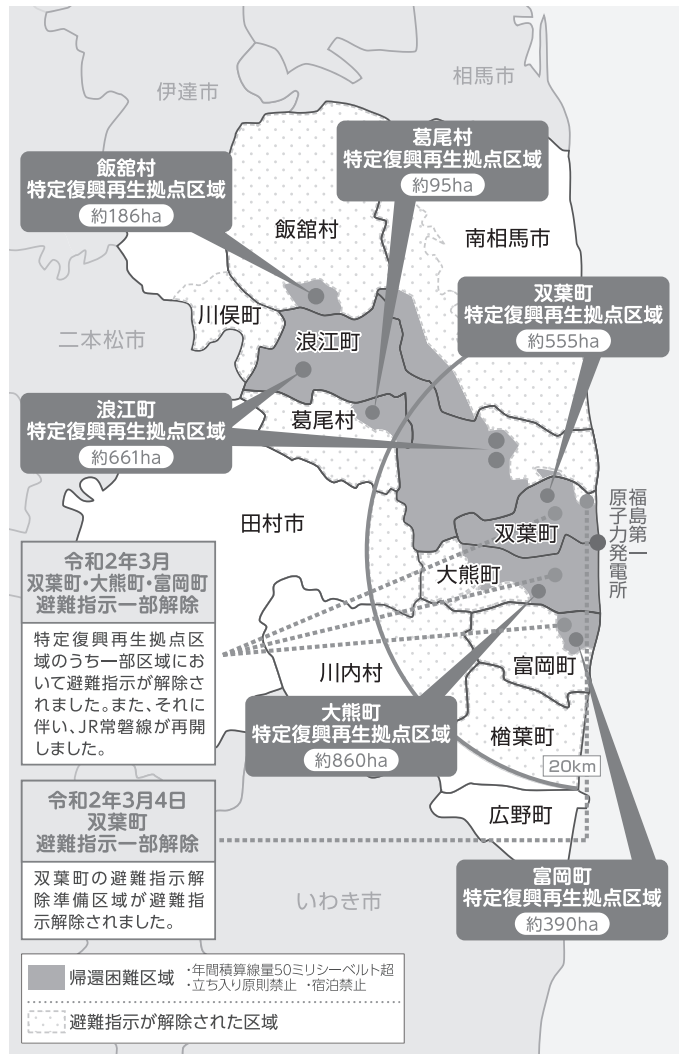 伊達市
相馬市
葛尾村
特定復興再生拠点区域
約95ha
飯舘村
特定復興再生拠点区域
約186ha
飯舘村
南相馬市
双葉町
特定復興再生拠点区域
約555ha
川俣町
二本松市
浪江町
浪江町
特定復興再生拠点区域
約661ha
葛尾村
田村市
福島第一
原子力発電所
双葉町
大熊町
令和2年3月
双葉町・大熊町・富岡町
避難指示一部解除
特定復興再生拠点区
域のうち一部区域にお
いて避難指示が解除さ
れました。また、それに
伴い、JR常磐線が再開
しました。
川内村
富岡町
大熊町
特定復興再生拠点区域
約860ha
楢葉町
20km
令和2年3月4日
双葉町
避難指示一部解除
双葉町の避難指示解
除準備区域が避難指
示解除されました。
広野町
いわき市
富岡町
特定復興再生拠点区域
約390ha
帰還困難区域
・年間積算線量50ミリシーベルト超
・立ち入り原則禁止 ・宿泊禁止
避難指示が解除された区域